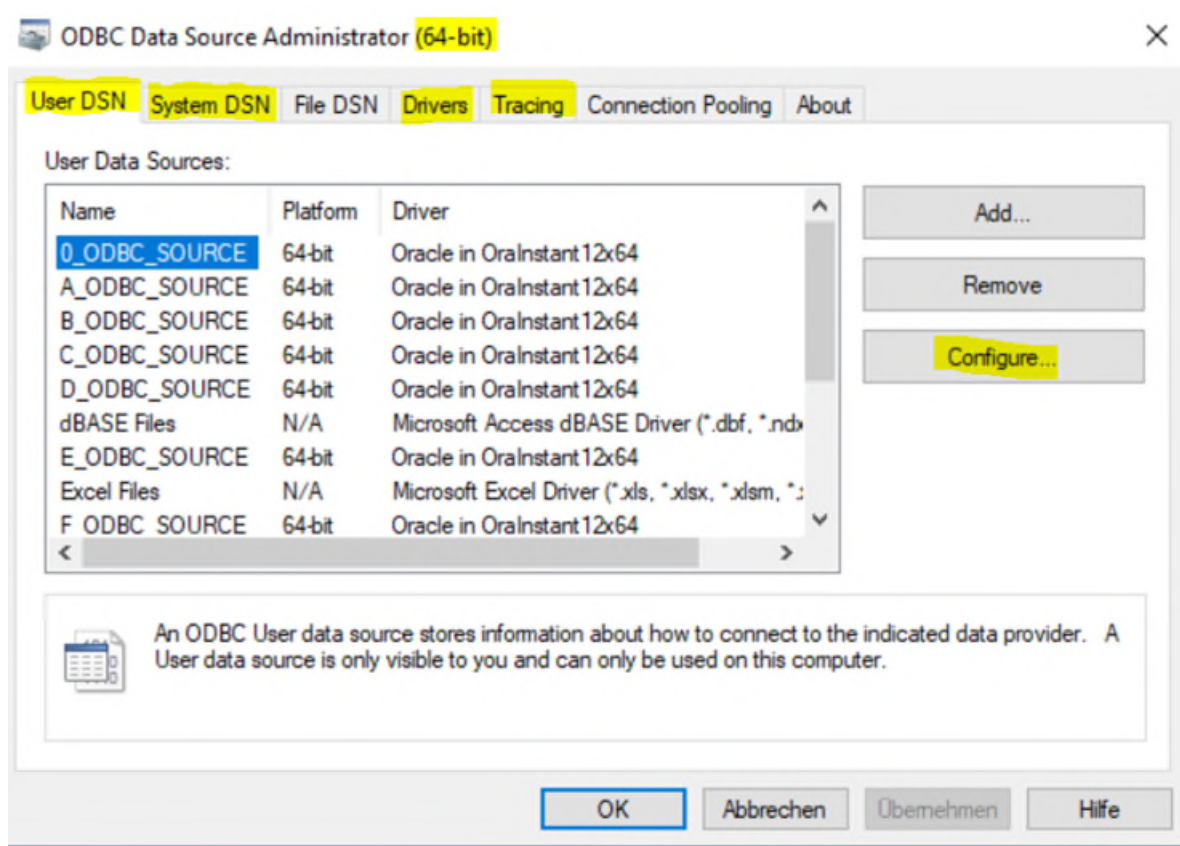 ODBC Data Source Administrator (64-bit)
User DSN System DSN File DSN Drivers Tracing Connection Pooling About
User Data Sources:
Name Platform Driver
0_ODBC_SOURCE 64-bit Oracle in OraInstant12x64
A_ODBC_SOURCE 64-bit Oracle in OraInstant12x64
B_ODBC_SOURCE 64-bit Oracle in OraInstant12x64
C_ODBC_SOURCE 64-bit Oracle in OraInstant12x64
D_ODBC_SOURCE 64-bit Oracle in OraInstant12x64
dBASE Files N/A Microsoft Access dBASE Driver (*.dbf, *.ndx
E_ODBC_SOURCE 64-bit Oracle in OraInstant12x64
Excel Files N/A Microsoft Excel Driver (*.xls, *.xlsx, *.xlsm, *.
F_ODBC_SOURCE 64-bit Oracle in OraInstant12x64
Add...
Remove
Configure...
An ODBC User data source stores information about how to connect to the indicated data provider. A
User data source is only visible to you and can only be used on this computer.
OK Abbrechen Übernehmen Hilfe